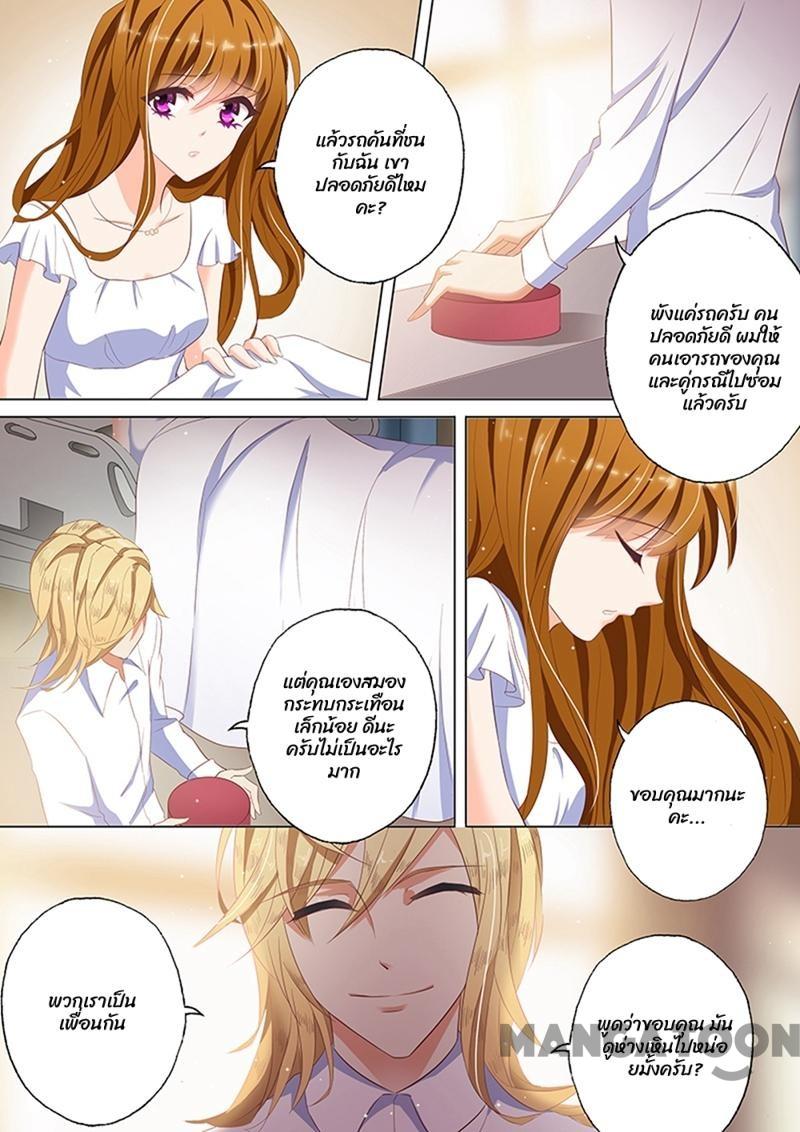 แล้วรถคันที่ชน
กับฉัน เขา
ปลอดภัยดีไหม
คะ?
พังแค่รถครับ คน
ปลอดภัยดี ผมให้
คนเอารถของคุณ
และคู่กรณีไปซ่อม
แล้วครับ
แต่คุณเองสมอง
กระทบกระเทือน
เล็กน้อย ดีนะ
ครับไม่เป็นอะไร
มาก
ขอบคุณมากนะ
คะ...
พวกเราเป็น
เพื่อนกัน
พูดว่าขอบคุณ มัน
ดูห่างเหินไปหน่อ
ยมั้งครับ?
MANGATOON